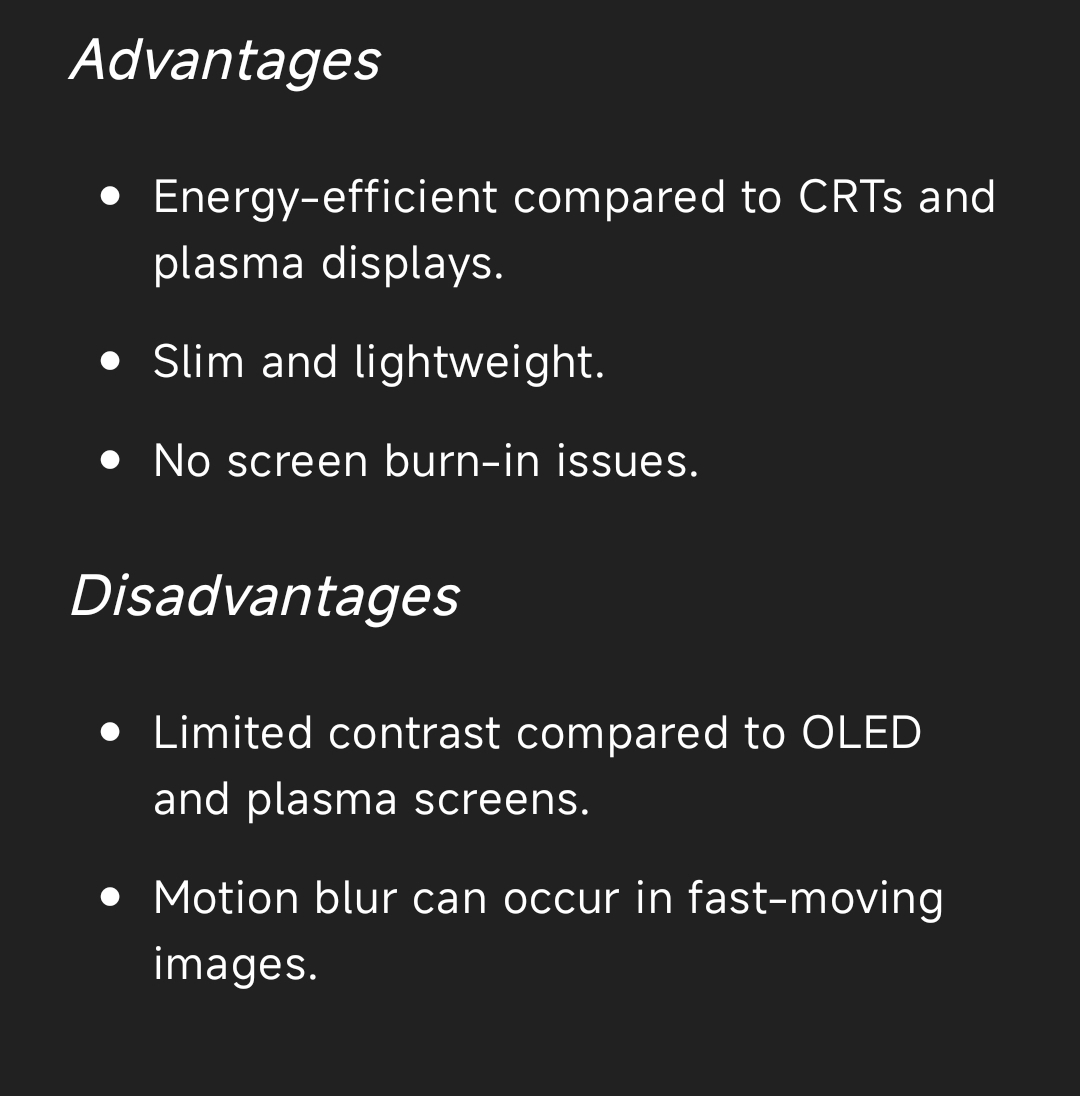 Advantages
• Energy-efficient compared to CRTs and
plasma displays.
• Slim and lightweight.
• No screen burn-in issues.
Disadvantages
• Limited contrast compared to OLED
and plasma screens.
• Motion blur can occur in fast-moving
images.